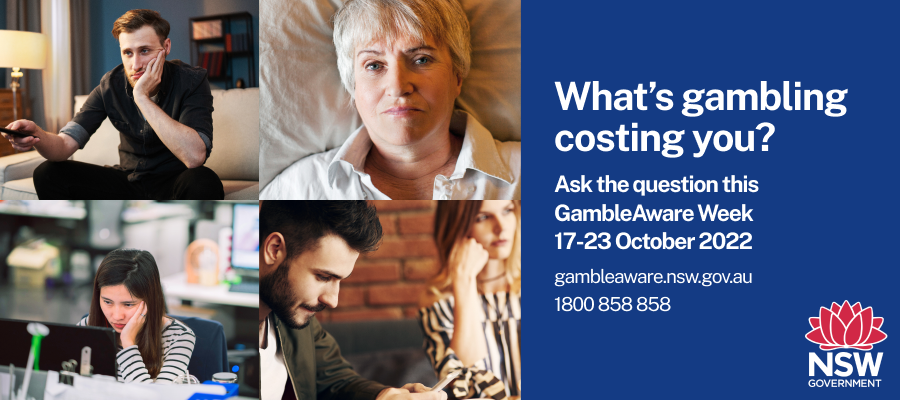 What's gambling
costing you?
Ask the question this
GambleAware Week
17-23 October 2022
gambleaware.nsw.gov.au
1800 858 858
NSW
GOVERNMENT